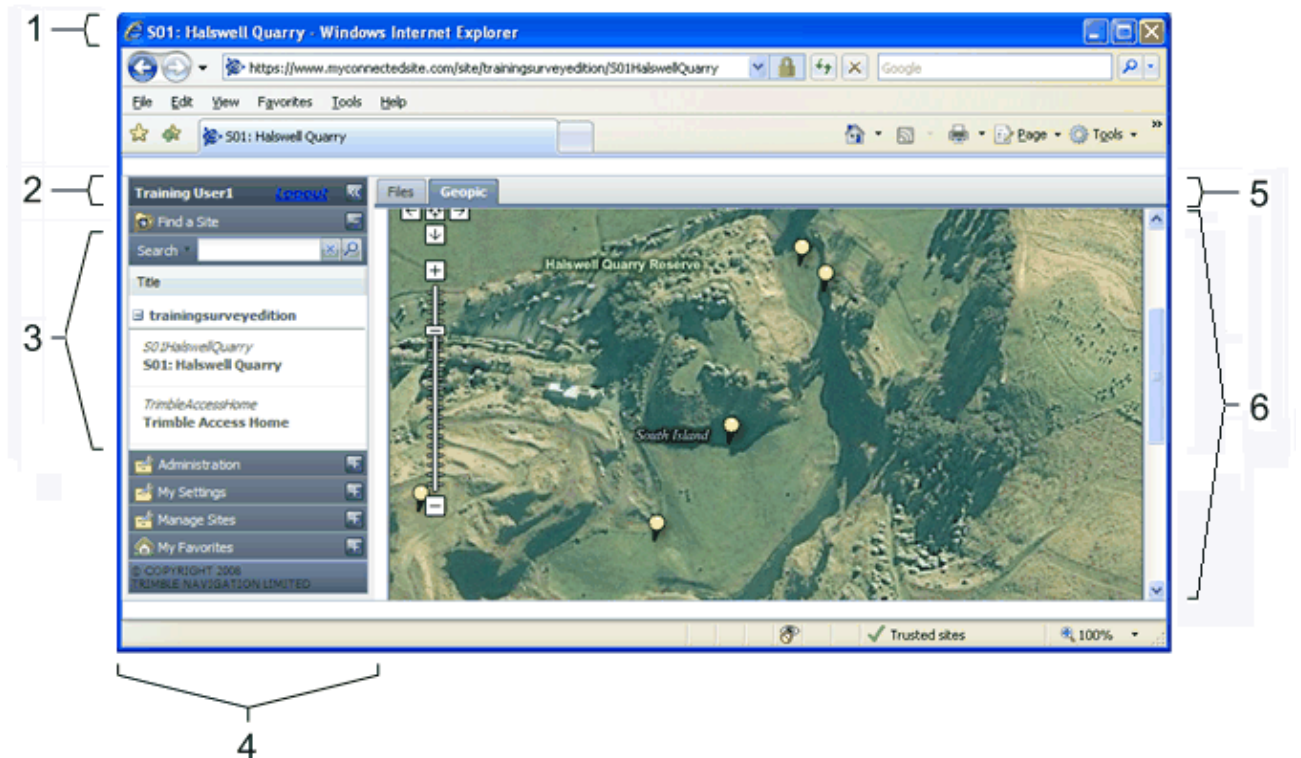 1
S01: Halswell Quarry - Windows Internet Explorer
https://www.myconnectedsite.com/site/trainingsurveyedition/S01HalswellQuarry
Google
File Edit View Favorites Tools Help
S01: Halswell Quarry
Page Tools
2
Training User1 Logout
Files Geopic
5
Find a Site
Search
Title
trainingsurveyedition
3
S01HalswellQuarry
S01: Halswell Quarry
TrimbleAccessHome
Trimble Access Home
Halswell Quarry Reserve
South Island
6
Administration
My Settings
Manage Sites
My Favorites
© COPYRIGHT 2008
TRIMBLE NAVIGATION LIMITED
Trusted sites
100%
4